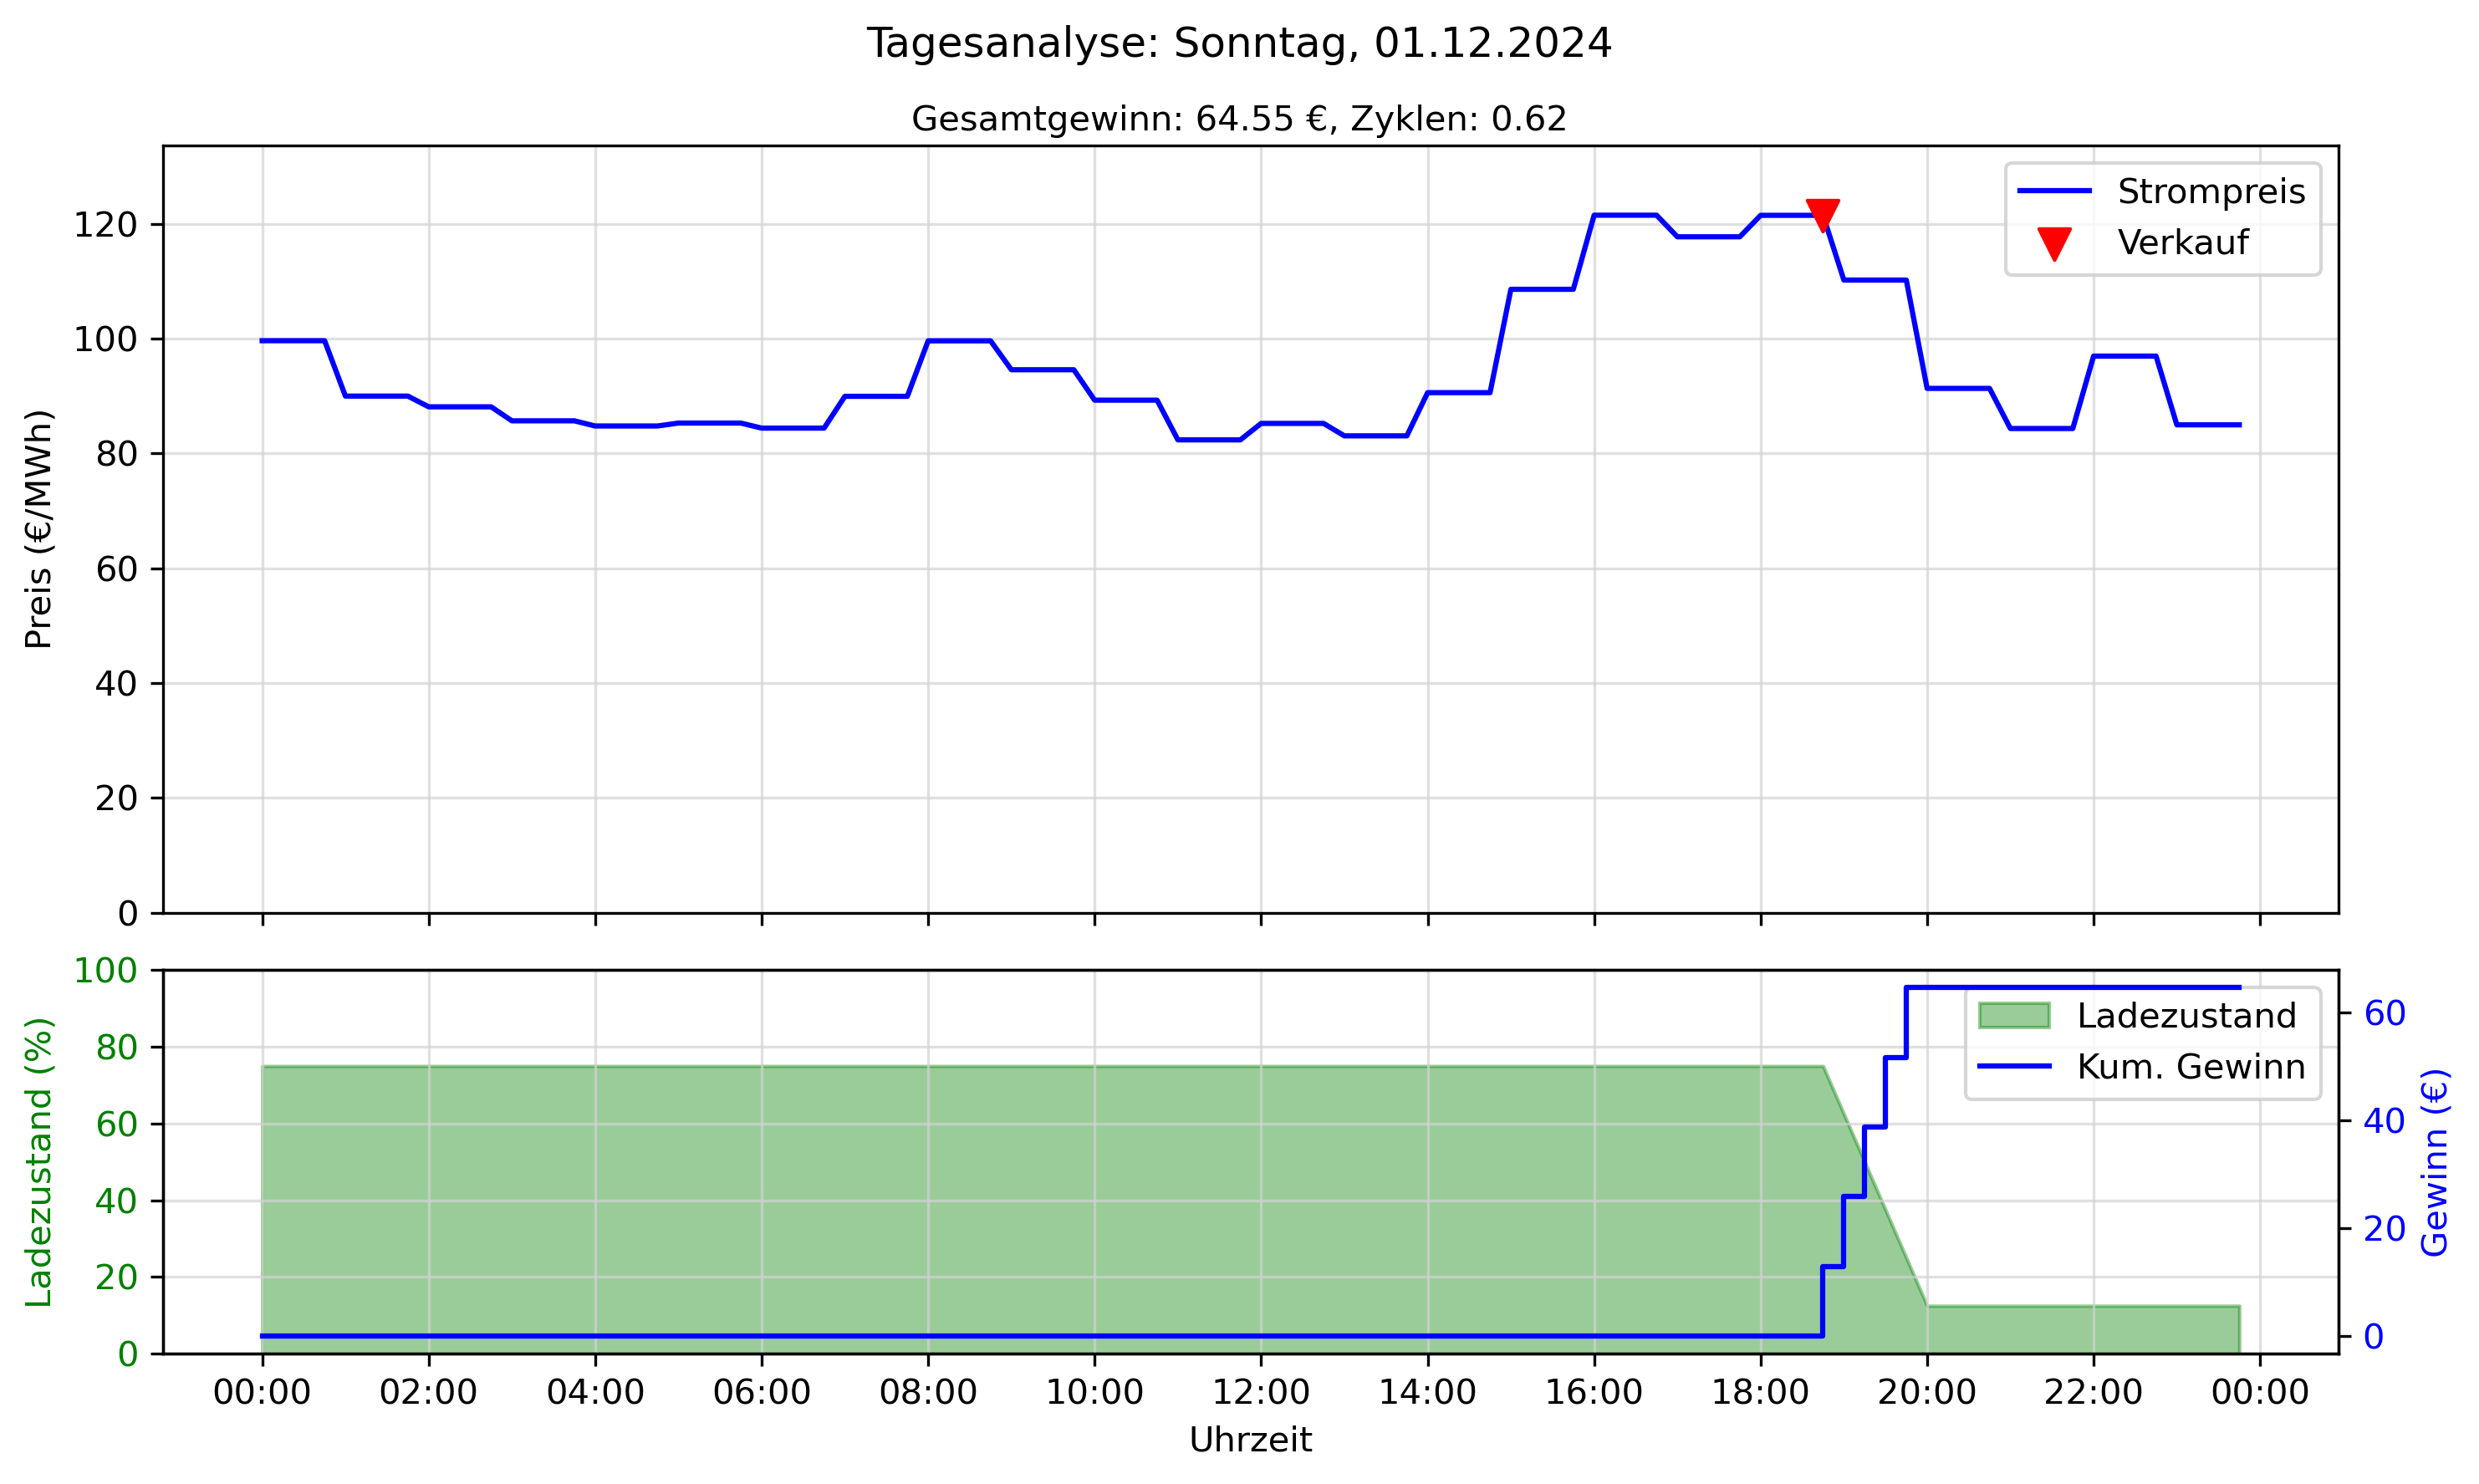 Tagesanalyse: Sonntag, 01.12.2024
Gesamtgewinn: 64.55 €, Zyklen: 0.62
Preis (€/MWh)
120
100
80
60
40
20
0
Strompreis
Verkauf
Ladezustand (%)
100
80
60
40
20
0
Ladezustand
Kum. Gewinn
60
40
20
0
Gewinn (€)
00:00 02:00 04:00 06:00 08:00 10:00 12:00 14:00 16:00 18:00 20:00 22:00 00:00
Uhrzeit